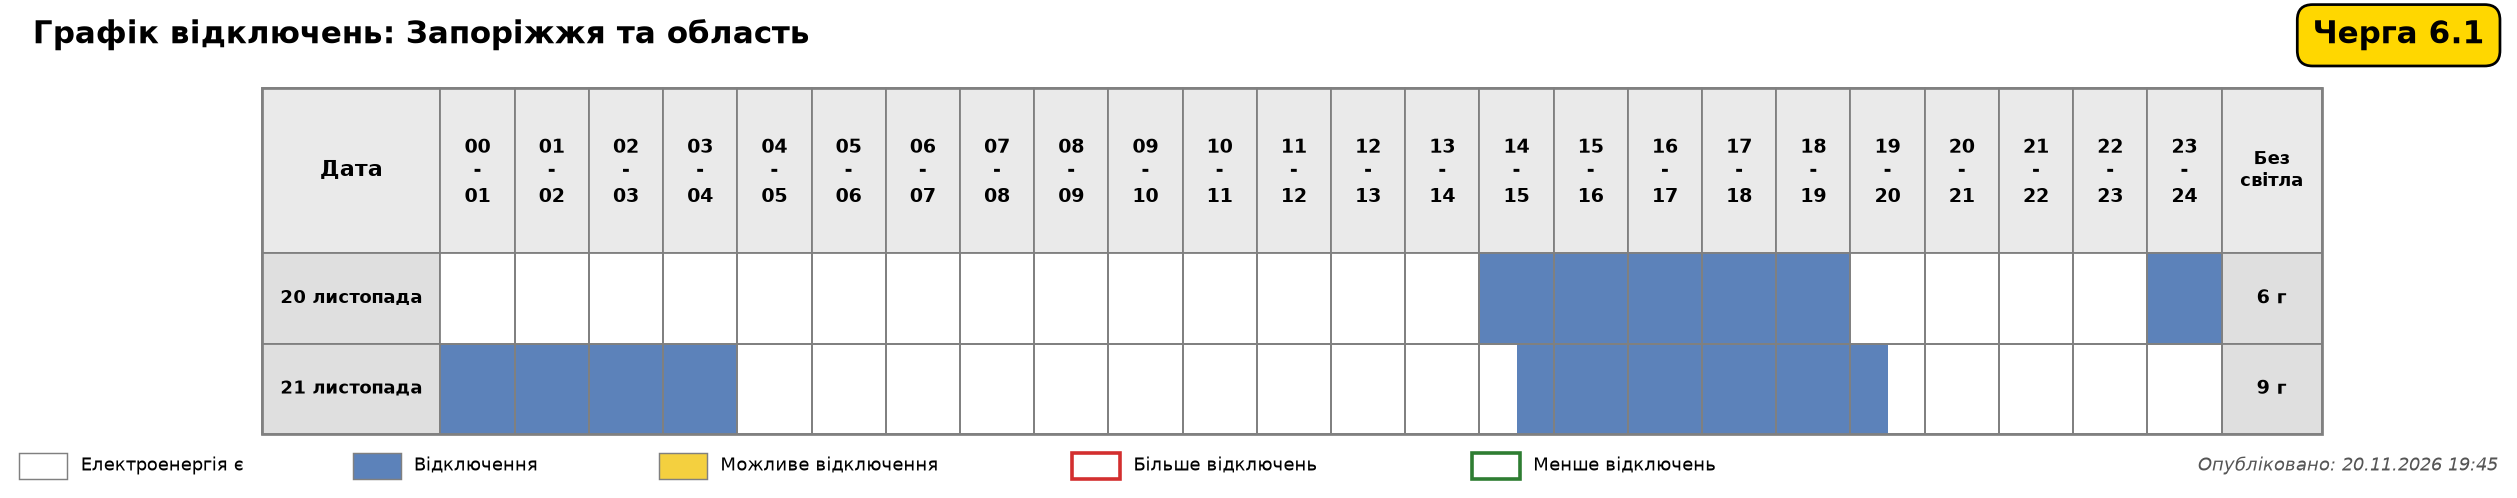 Графік відключень: Запоріжжя та область
Черга 6.1
Дата
00 - 01
01 - 02
02 - 03
03 - 04
04 - 05
05 - 06
06 - 07
07 - 08
08 - 09
09 - 10
10 - 11
11 - 12
12 - 13
13 - 14
14 - 15
15 - 16
16 - 17
17 - 18
18 - 19
19 - 20
20 - 21
21 - 22
22 - 23
23 - 24
Без
світла
20 листопада
6 г
21 листопада
9 г
Електроенергія є
Відключення
Можливе відключення
Більше відключень
Менше відключень
Опубліковано: 20.11.2026 19:45